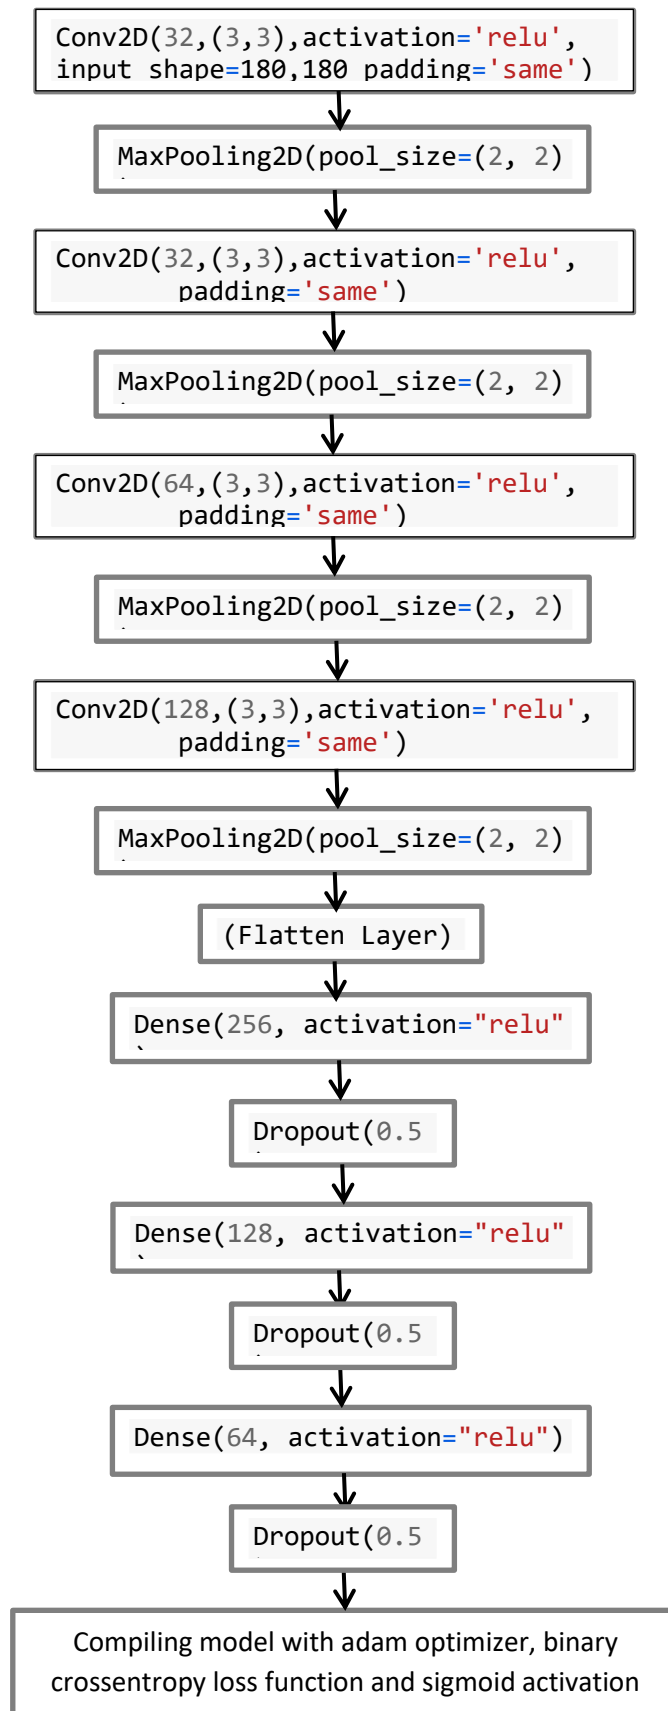 Conv2D(32,(3,3),activation='relu',
input shape=180,180 padding='same')
MaxPooling2D(pool_size=(2, 2)
Conv2D(32,(3,3),activation='relu',
padding='same')
MaxPooling2D(pool_size=(2, 2)
Conv2D(64,(3,3),activation='relu',
padding='same')
MaxPooling2D(pool_size=(2, 2)
Conv2D(128,(3,3),activation='relu',
padding='same')
MaxPooling2D(pool_size=(2, 2)
(Flatten Layer)
Dense(256, activation="relu"
Dropout(0.5
Dense(128, activation="relu"
Dropout(0.5
Dense(64, activation="relu")
Dropout(0.5
Compiling model with adam optimizer, binary
crossentropy loss function and sigmoid activation